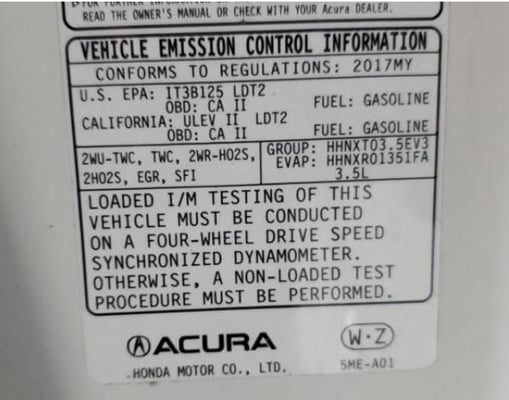 READ THE OWNER'S MANUAL OR CHECK WITH YOUR Acura DEALER.
VEHICLE EMISSION CONTROL INFORMATION
CONFORMS TO REGULATIONS: 2017MY
U.S. EPA: IT3B125 LDT2
OBD: CA II FUEL: GASOLINE
CALIFORNIA: ULEV II LDT2
OBD: CA II FUEL: GASOLINE
2WU-TWC, TWC, 2WR-HO2S, GROUP: HHNXT03.5EV3
2HO2S, EGR, SFI EVAP: HHNXR01351FA
3.5L
LOADED I/M TESTING OF THIS
VEHICLE MUST BE CONDUCTED
ON A FOUR-WHEEL DRIVE SPEED
SYNCHRONIZED DYNAMOMETER.
OTHERWISE, A NON-LOADED TEST
PROCEDURE MUST BE PERFORMED.
ACURA W·Z
HONDA MOTOR CO., LTD. 5ME-A01